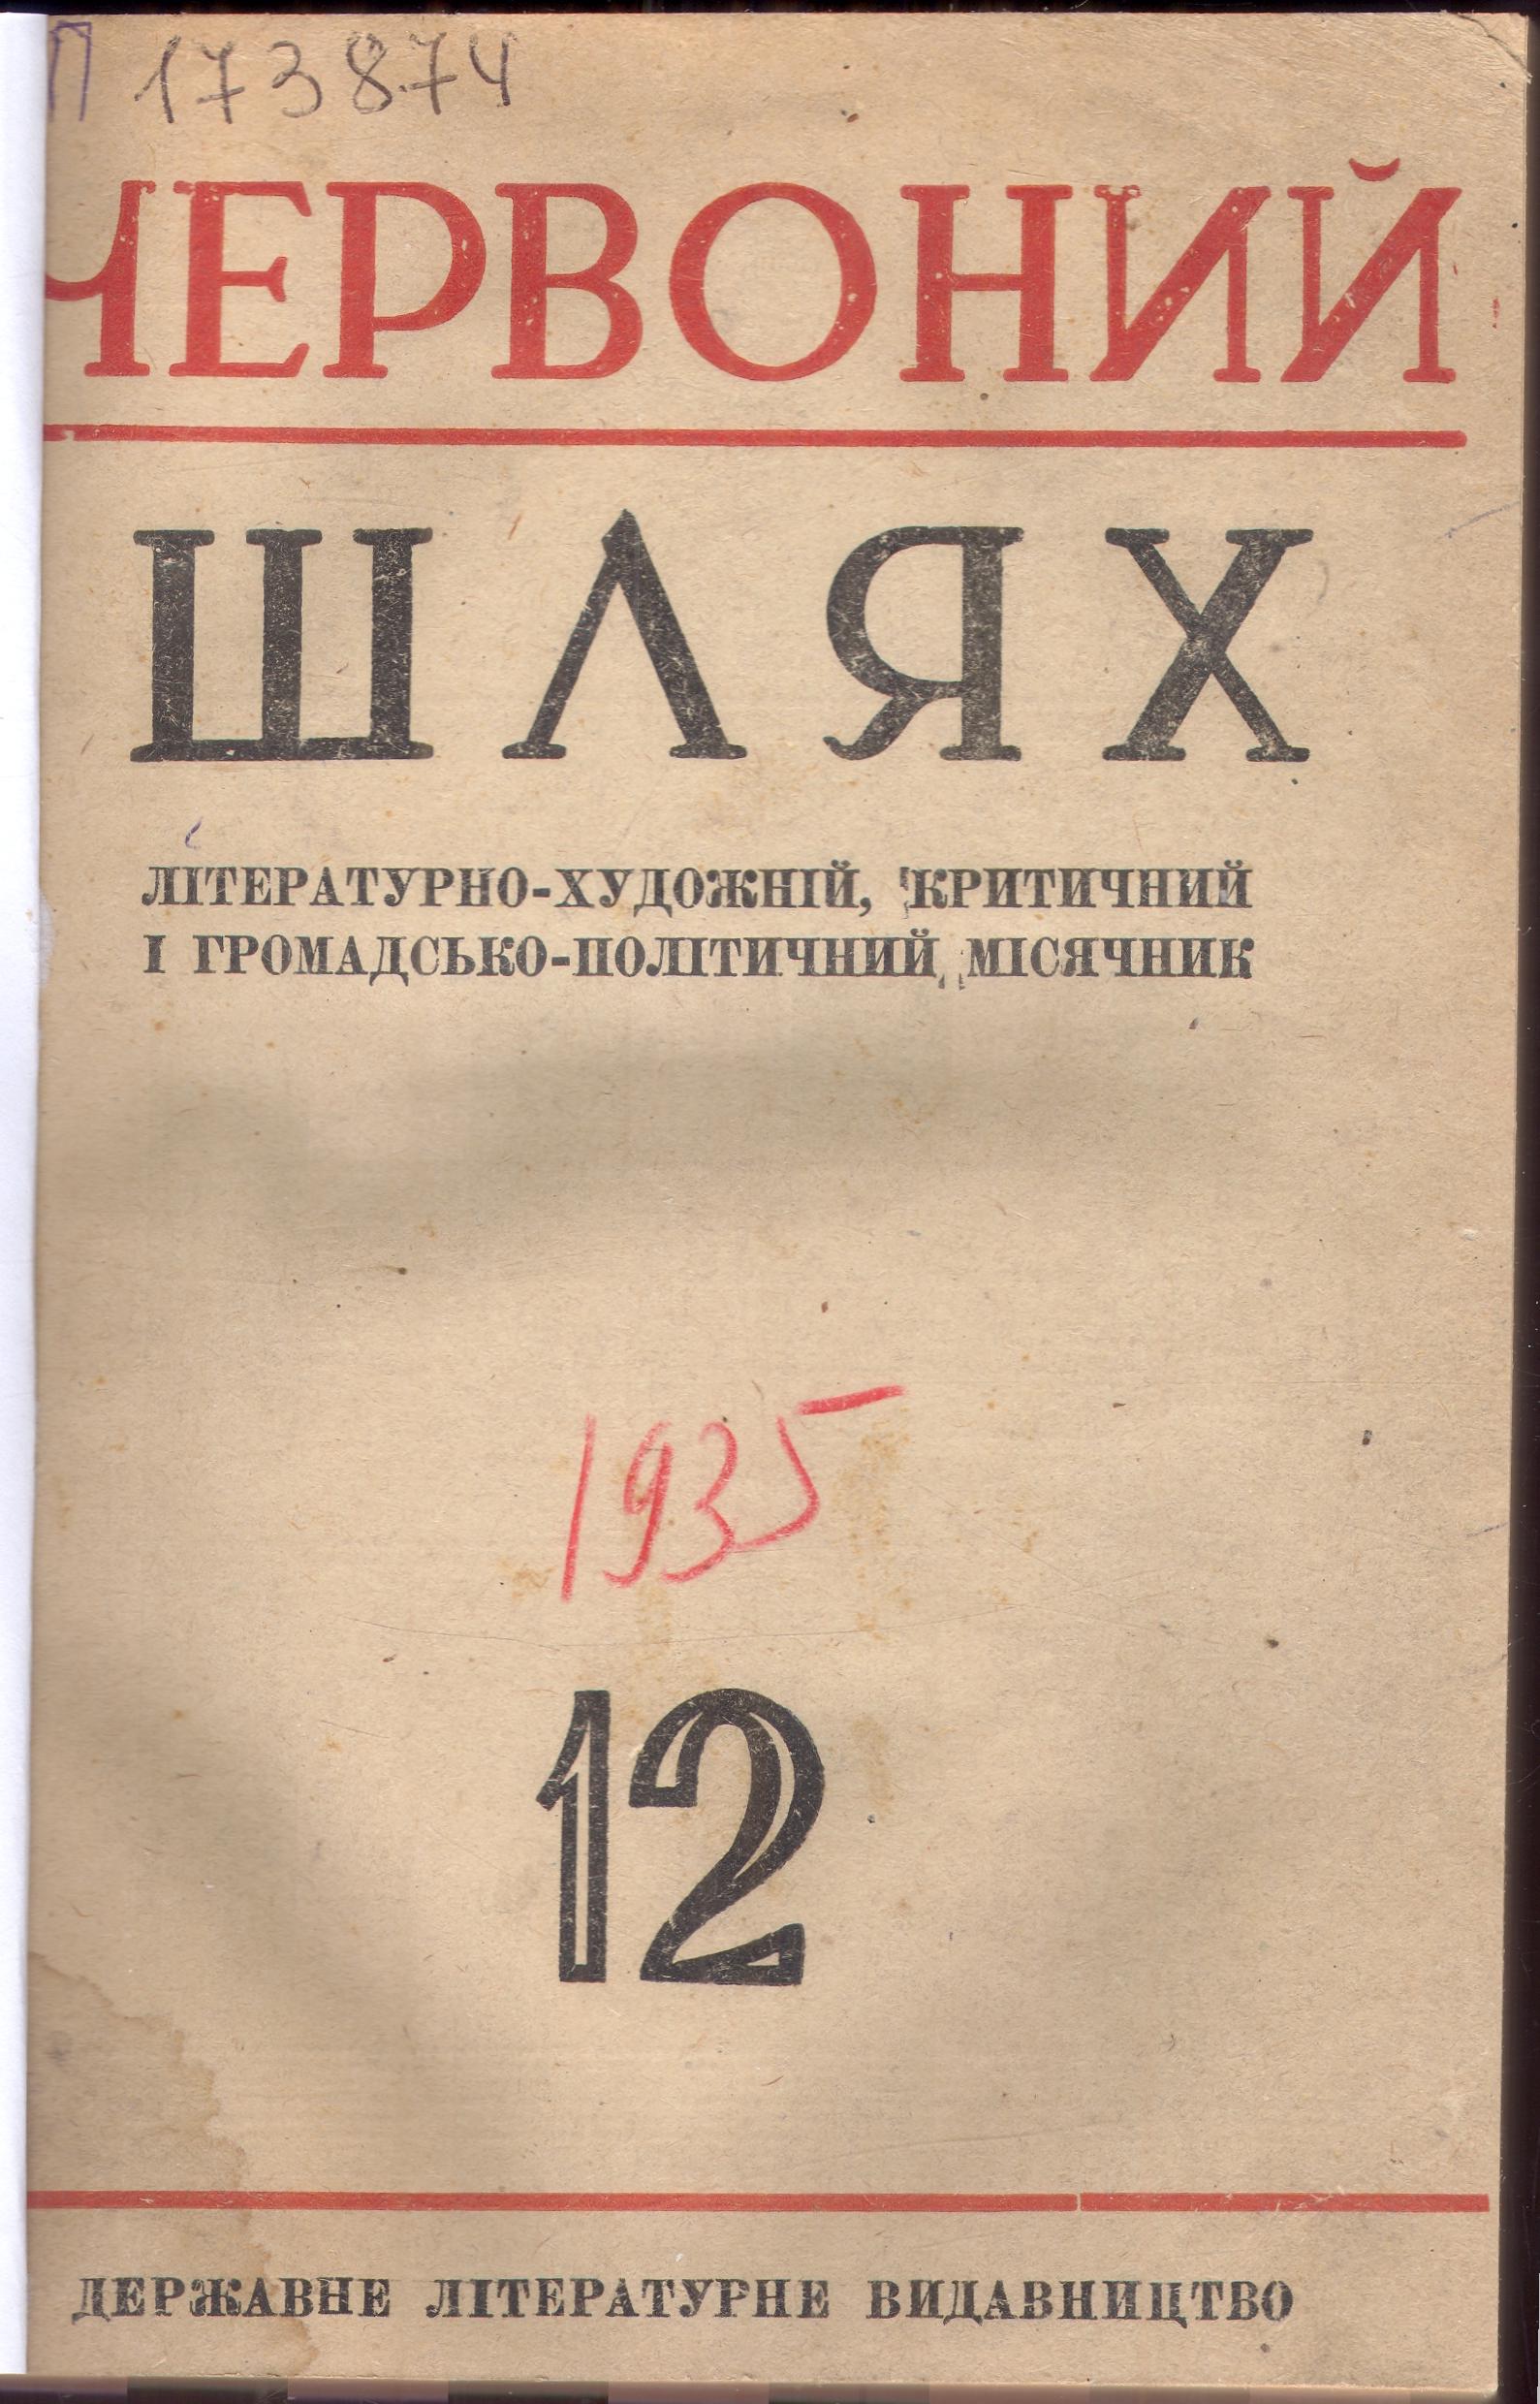 П 173874
ЧЕРВОНИЙ
ШЛЯХ
ЛІТЕРАТУРНО-ХУДОЖНІЙ, КРИТИЧНИЙ
І ГРОМАДСЬКО-ПОЛІТИЧНИЙ МІСЯЧНИК
1935
12
ДЕРЖАВНЕ ЛІТЕРАТУРНЕ ВИДАВНИЦТВО